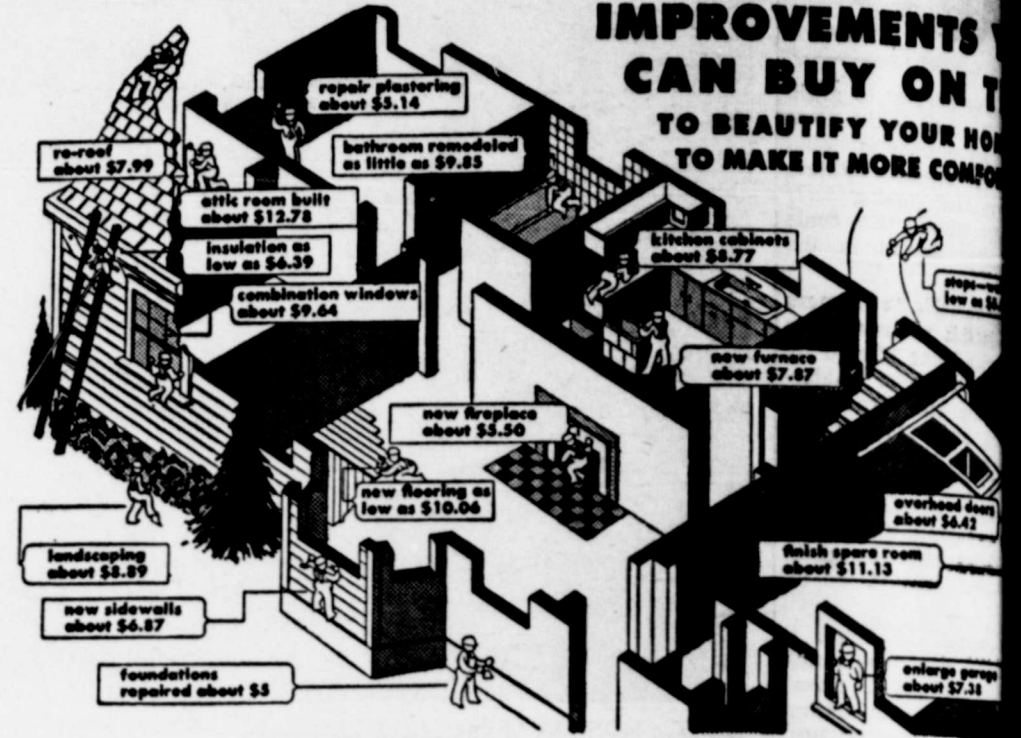 IMPROVEMENTS
CAN BUY ON
TO BEAUTIFY YOUR
TO MAKE IT MORE
repair plastering
about $5.14
bathroom remodeled
as little as $9.85
re-roof
about $7.99
attic room built
about $12.78
insulation as
low as $6.39
combination windows
about $9.64
kitchen cabinets
about $8.77
low as
new furnace
about $7.87
new fireplace
about $5.50
new flooring as
low as $10.06
overhead doors
about $6.42
landscaping
about $8.89
finish spare room
about $11.13
new sidewalls
about $6.87
foundations
repaired about $5
enlarge garage
about $7.38